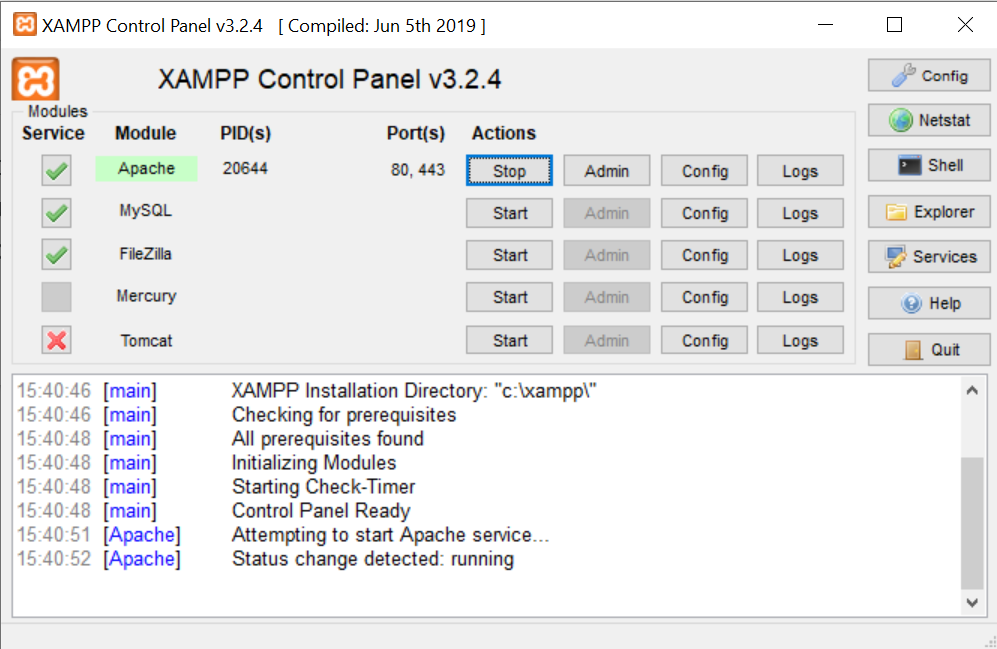 XAMPP Control Panel v3.2.4 [ Compiled: Jun 5th 2019 ]
XAMPP Control Panel v3.2.4
Config
Modules
Service Module PID(s) Port(s) Actions
Netstat
Apache 20644 80, 443 Stop Admin Config Logs
Shell
MySQL Start Admin Config Logs
Explorer
FileZilla Start Admin Config Logs
Services
Mercury Start Admin Config Logs
Help
Tomcat Start Admin Config Logs
Quit
15:40:46 [main] XAMPP Installation Directory: "c:\xampp\"
15:40:46 [main] Checking for prerequisites
15:40:48 [main] All prerequisites found
15:40:48 [main] Initializing Modules
15:40:48 [main] Starting Check-Timer
15:40:48 [main] Control Panel Ready
15:40:51 [Apache] Attempting to start Apache service...
15:40:52 [Apache] Status change detected: running